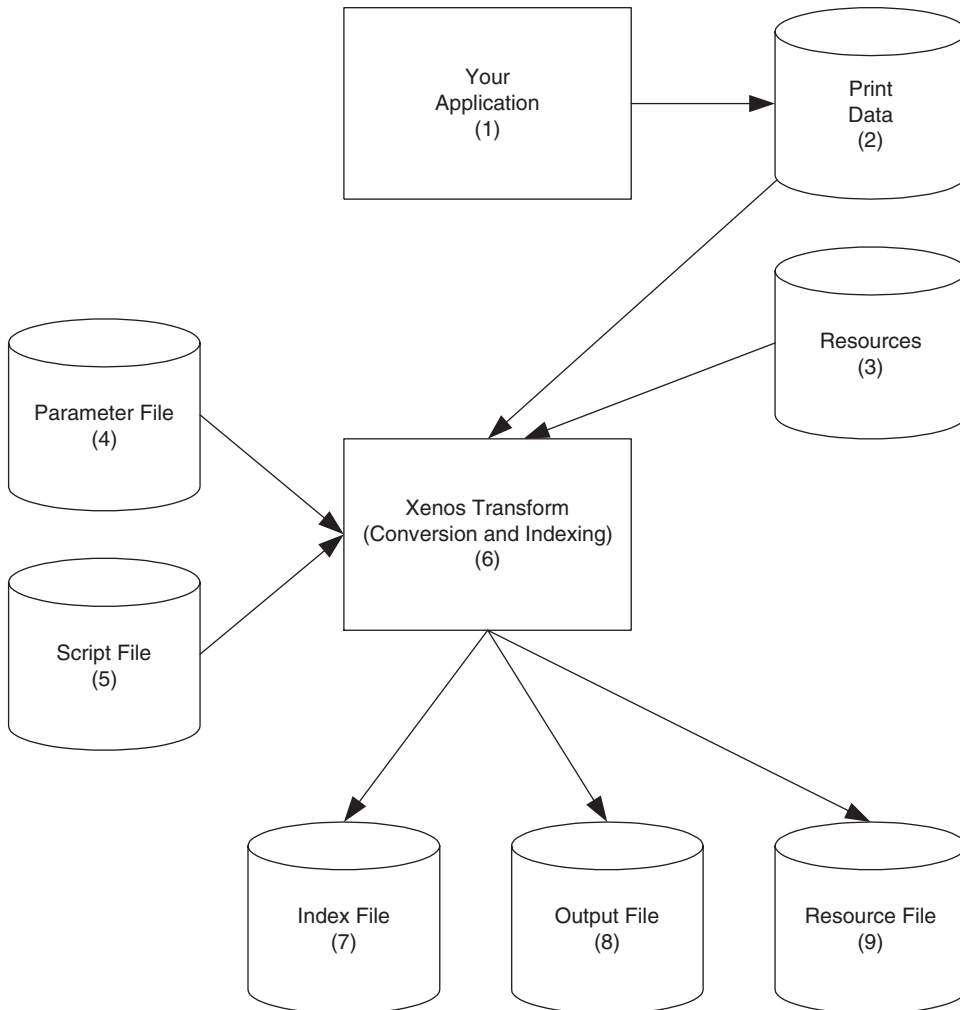 Your
Application
(1)
Print
Data
(2)
Resources
(3)
Parameter File
(4)
Xenos Transform
(Conversion and Indexing)
(6)
Script File
(5)
Index File
(7)
Output File
(8)
Resource File
(9)